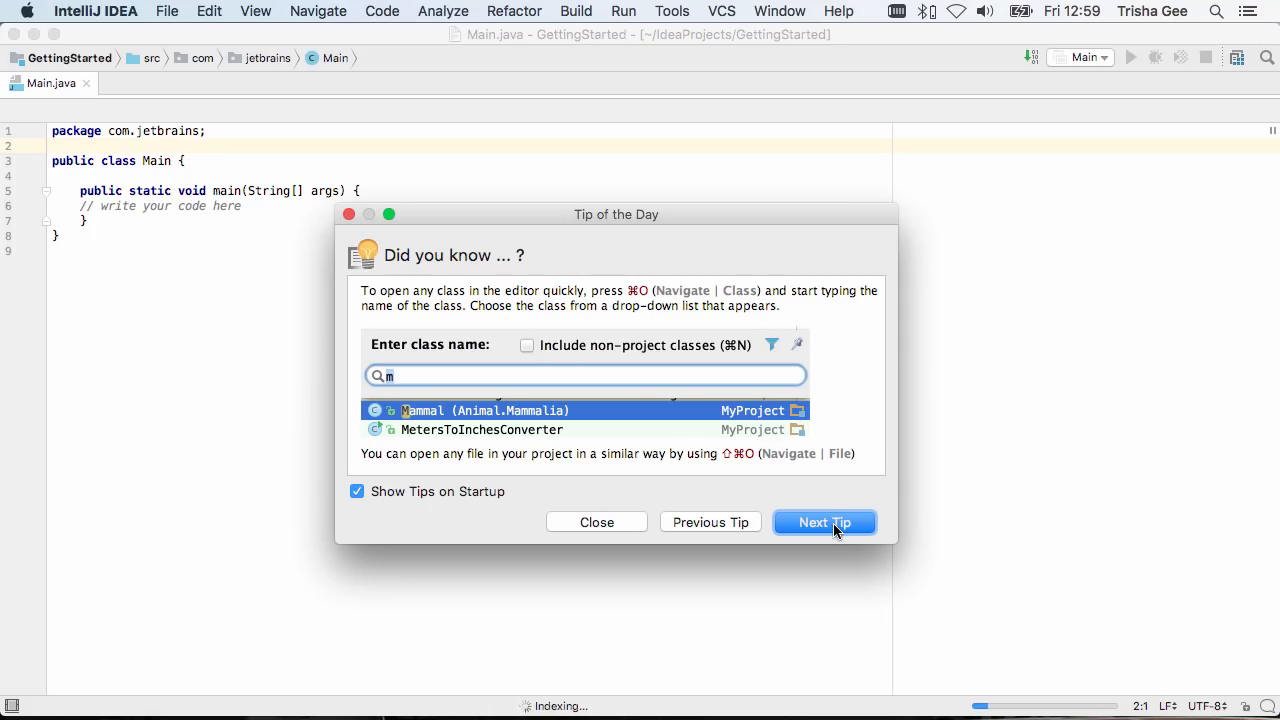 IntelliJ IDEA File Edit View Navigate Code Analyze Refactor Build Run Tools VCS Window Help Fri 12:59 Trisha Gee
Main.java - GettingStarted - [~/IdeaProjects/GettingStarted]
GettingStarted src com jetbrains Main Main
Main.java
1 package com.jetbrains;
2
3 public class Main {
4
5 public static void main(String[] args) {
6 // write your code here
7 }
8 }
9
Tip of the Day
Did you know ... ?
To open any class in the editor quickly, press ⌘O (Navigate | Class) and start typing the
name of the class. Choose the class from a drop-down list that appears.
Enter class name: Include non-project classes (⌘N)
m
Mammal (Animal.Mammalia) MyProject
MetersToInchesConverter MyProject
You can open any file in your project in a similar way by using ⇧⌘O (Navigate | File)
Show Tips on Startup
Close Previous Tip Next Tip
Indexing... 2:1 LF UTF-8